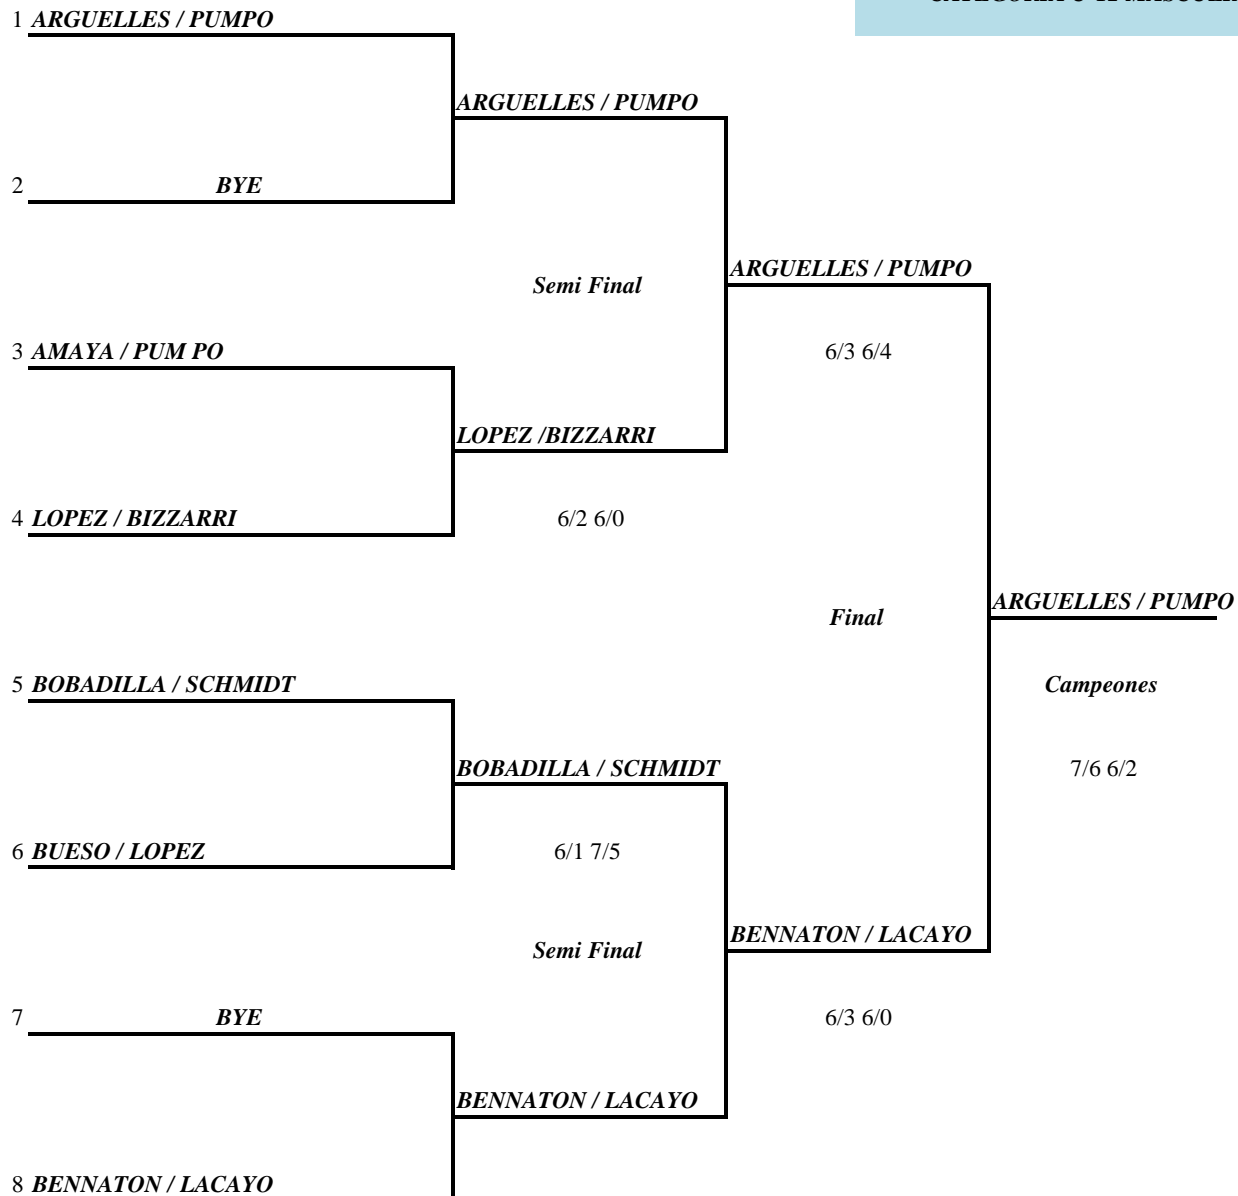 1 ARGUELLES / PUMPO
ARGUELLES / PUMPO
2 BYE
ARGUELLES / PUMPO
Semi Final
3 AMAYA / PUM PO
6/3 6/4
LOPEZ /BIZZARRI
4 LOPEZ / BIZZARRI
6/2 6/0
ARGUELLES / PUMPO
Final
5 BOBADILLA / SCHMIDT
Campeones
BOBADILLA / SCHMIDT
7/6 6/2
6 BUESO / LOPEZ
6/1 7/5
BENNATON / LACAYO
Semi Final
7 BYE
6/3 6/0
BENNATON / LACAYO
8 BENNATON / LACAYO